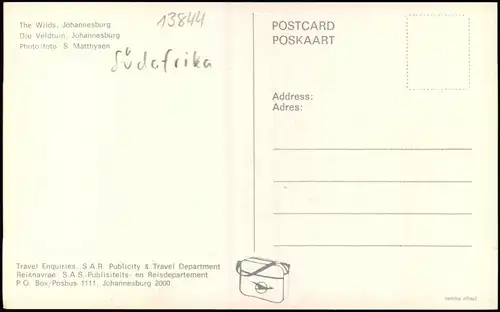 The Wilds, Johannesburg
Die Veldtuin, Johannesburg
Photo/foto S. Matthysen
13844
Südafrika
POSTCARD
POSKAART
Address:
Adres:
Travel Enquiries: S.A.R. Publicity & Travel Department
Reisnavrae: S.A.S.-Publisiteits- en Reisdepartement
P.O. Box/Posbus 1111, Johannesburg 2000